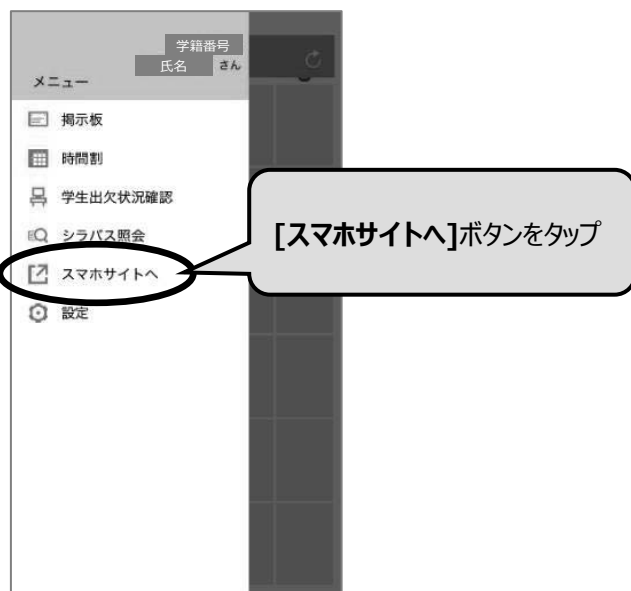 学籍番号
氏名 さん
メニュー
掲示板
時間割
学生出欠状況確認
シラバス照会
スマホサイトへ
設定
[スマホサイトへ]ボタンをタップ